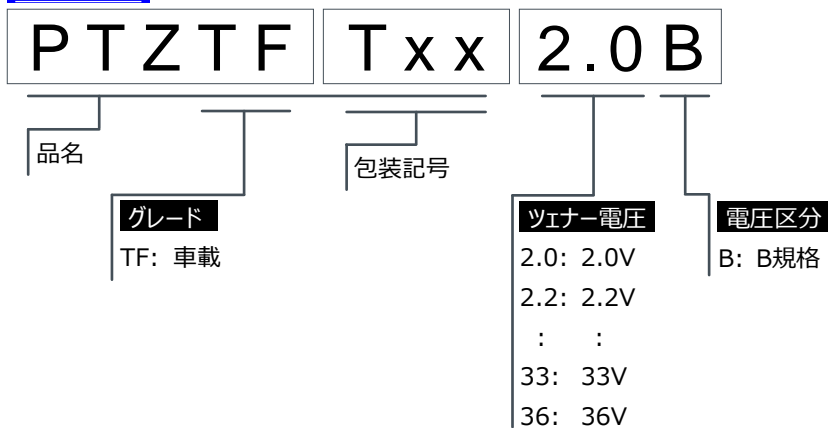 PTZTF Txx 2.0 B
品名
包装記号
グレード
TF: 車載
ツェナー電圧
2.0: 2.0V
2.2: 2.2V
: :
33: 33V
36: 36V
電圧区分
B: B規格